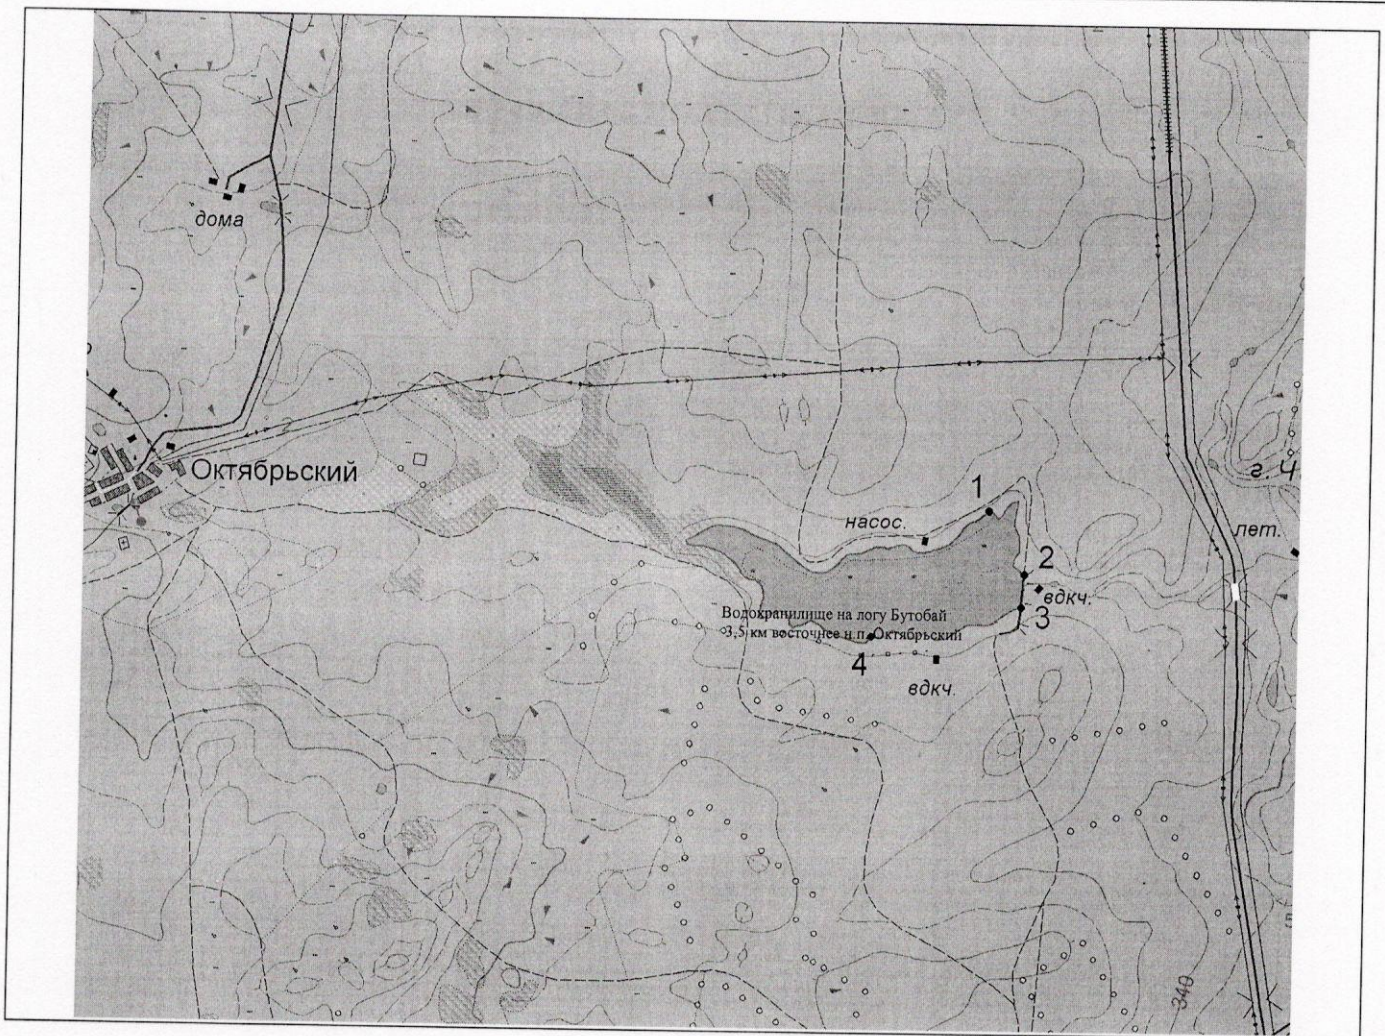 дома
Октябрьский
г. Ч
1
насос.
лет.
2
вдкч.
Водохранилище на логу Бутобай
3
3,5 км восточнее н.п. Октябрьский
4
вдкч.
340